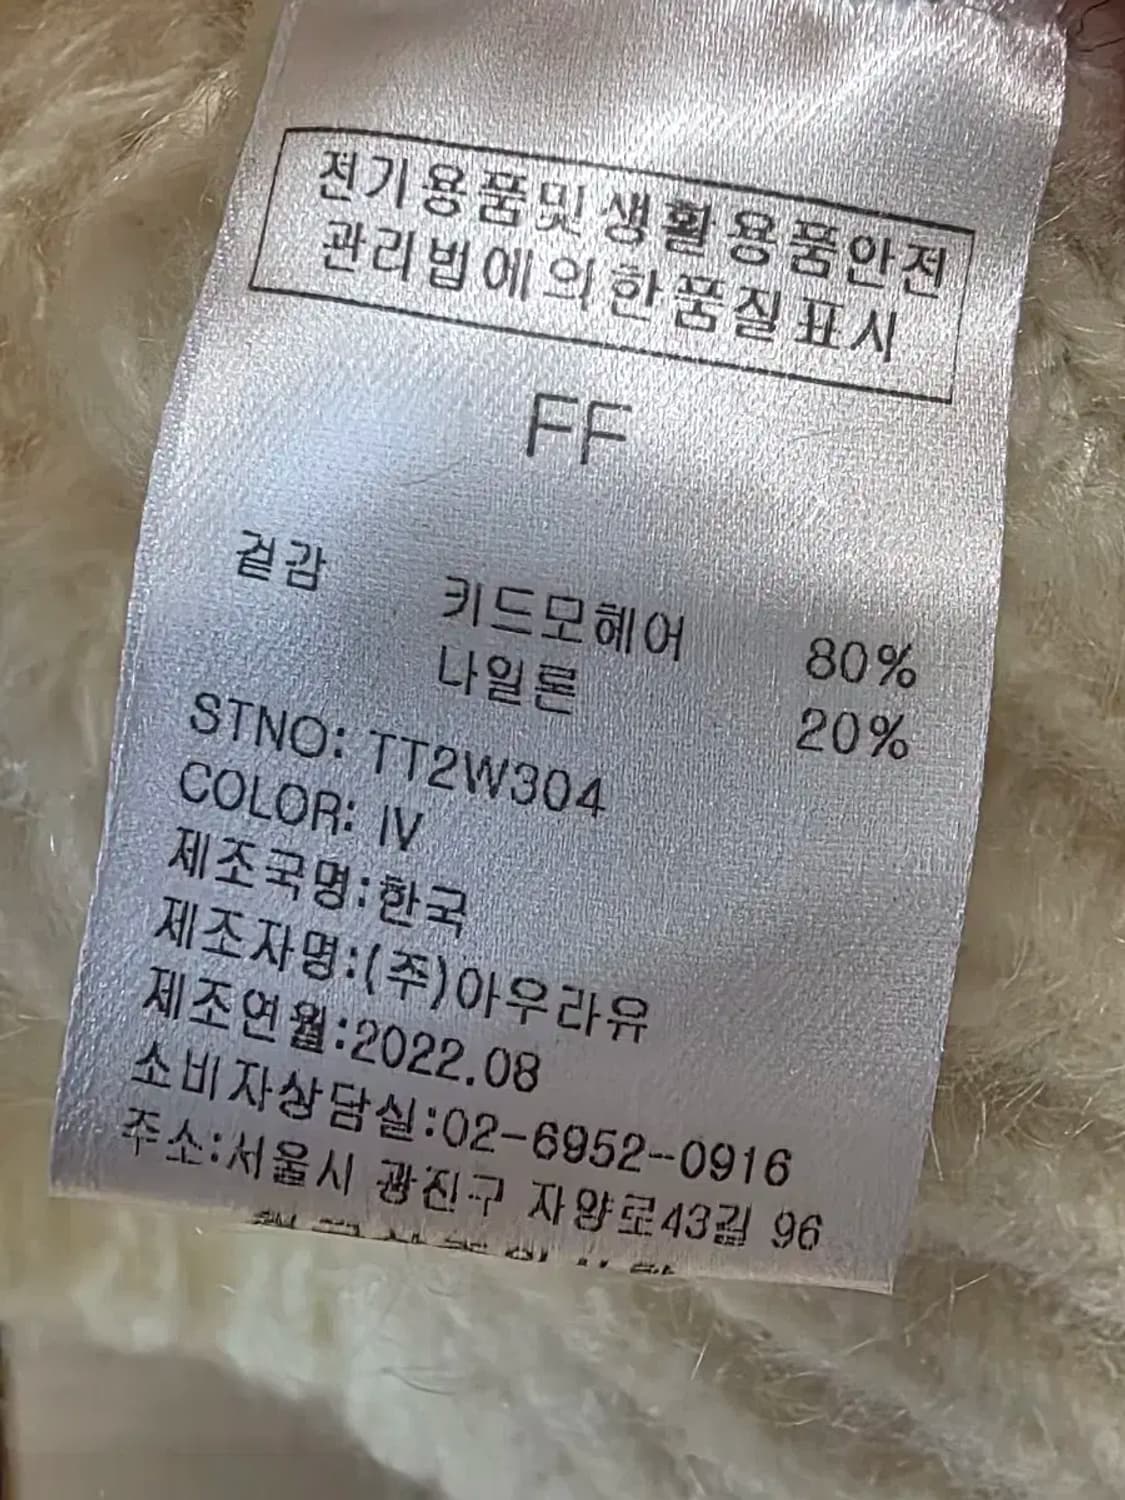 전기용품및생활용품안전
관리법에의한품질표시
FF
겉감 키드모헤어 80%
나일론 20%
STNO: TT2W304
COLOR: IV
제조국명:한국
제조자명:(주)아우라유
제조연월:2022.08
소비자상담실:02-6952-0916
주소:서울시 광진구 자양로43길 96